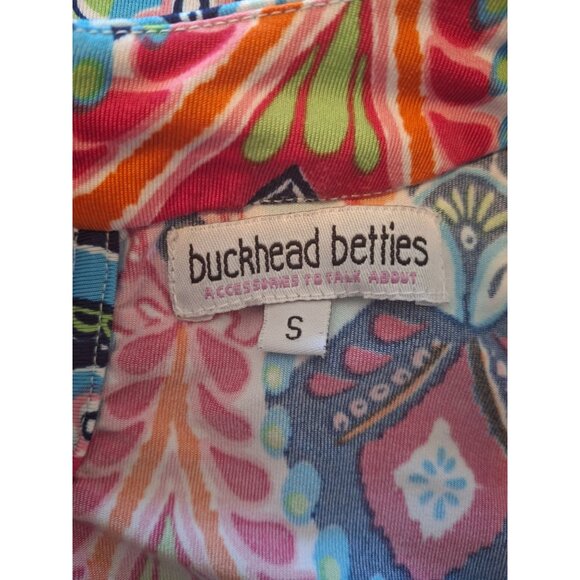 buckhead betties
ACCESSORIES TO TALK ABOUT
S